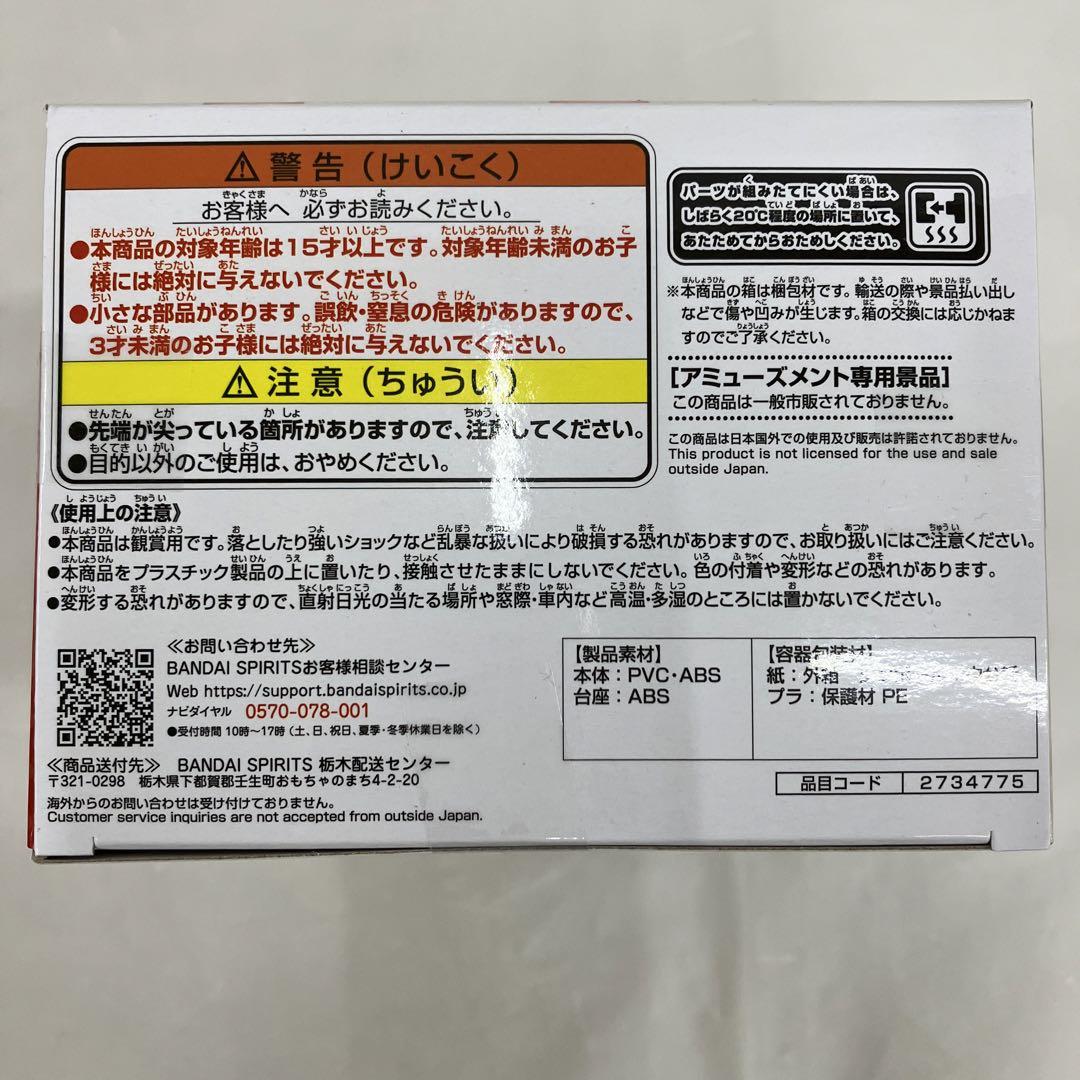 ⚠警告（けいこく）
お客様へ 必ずお読みください。
●本商品の対象年齢は15才以上です。対象年齢未満のお子
様には絶対に与えないでください。
●小さな部品があります。誤飲・窒息の危険がありますので、
3才未満のお子様には絶対に与えないでください。
⚠注意（ちゅうい）
●先端が尖っている箇所がありますので、注意してください。
●目的以外のご使用は、おやめください。
パーツが組みたてにくい場合は、
しばらく20℃程度の場所に置いて、
あたためてからおためしください。
※本商品の箱は梱包材です。輸送の際や景品払い出し
などで傷や凹みが生じます。箱の交換には応じかねま
すのでご了承ください。
[アミューズメント専用景品]
この商品は一般市販されておりません。
この商品は日本国外での使用及び販売は許諾されておりません。
This product is not licensed for the use and sale
outside Japan.
《使用上の注意》
●本商品は観賞用です。落としたり強いショックなど乱暴な扱いにより破損する恐れがありますので、お取り扱いにはご注意ください。
●本商品をプラスチック製品の上に置いたり、接触させたままにしないでください。色の付着や変形などの恐れがあります。
●変形する恐れがありますので、直射日光の当たる場所や窓際・車内など高温・多湿のところには置かないでください。
≪お問い合わせ先≫
BANDAI SPIRITSお客様相談センター
Web https://support.bandaispirits.co.jp
ナビダイヤル 0570-078-001
●受付時間 10時〜17時（土、日、祝日、夏季・冬季休業日を除く）
≪商品送付先≫ BANDAI SPIRITS 栃木配送センター
〒321-0298 栃木県下都賀郡壬生町おもちゃのまち4-2-20
海外からのお問い合わせは受け付けておりません。
Customer service inquiries are not accepted from outside Japan.
【製品素材】
本体：PVC・ABS
台座：ABS
【容器包装材】
紙：外箱
プラ：保護材 PE
品目コード 2734775